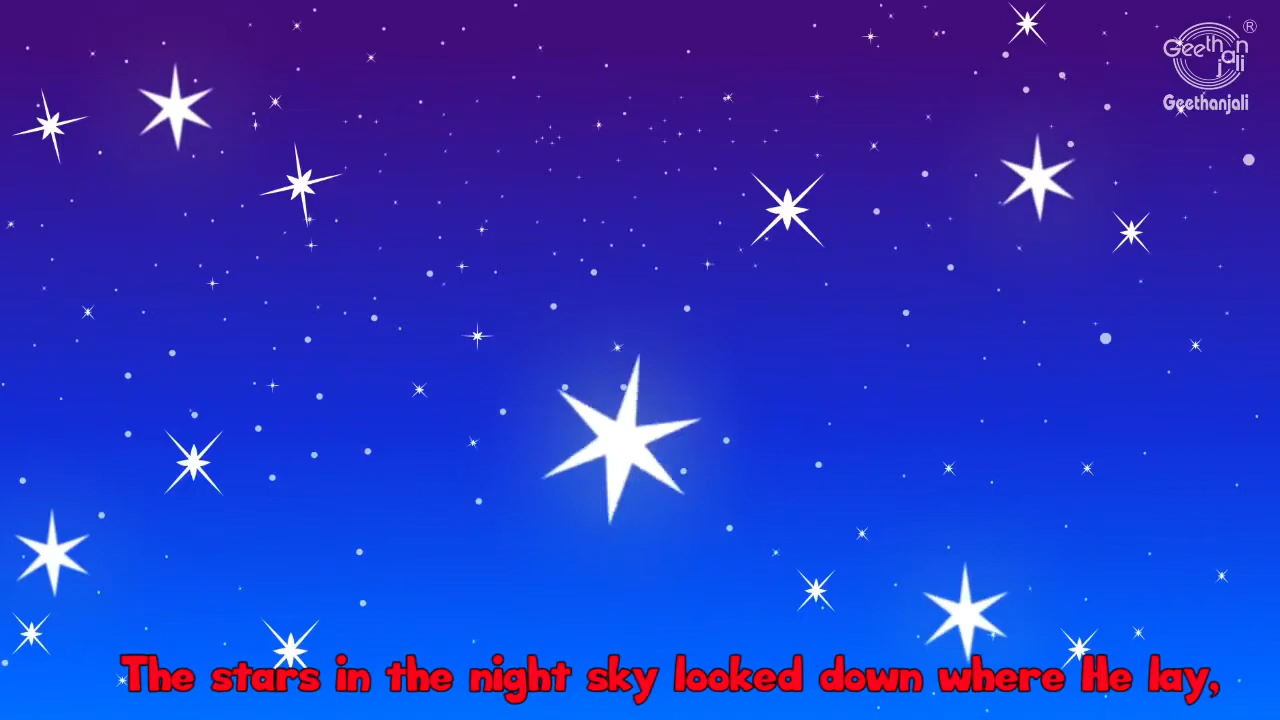 Geethanjali ®
Geethanjali
The stars in the night sky looked down where He lay,